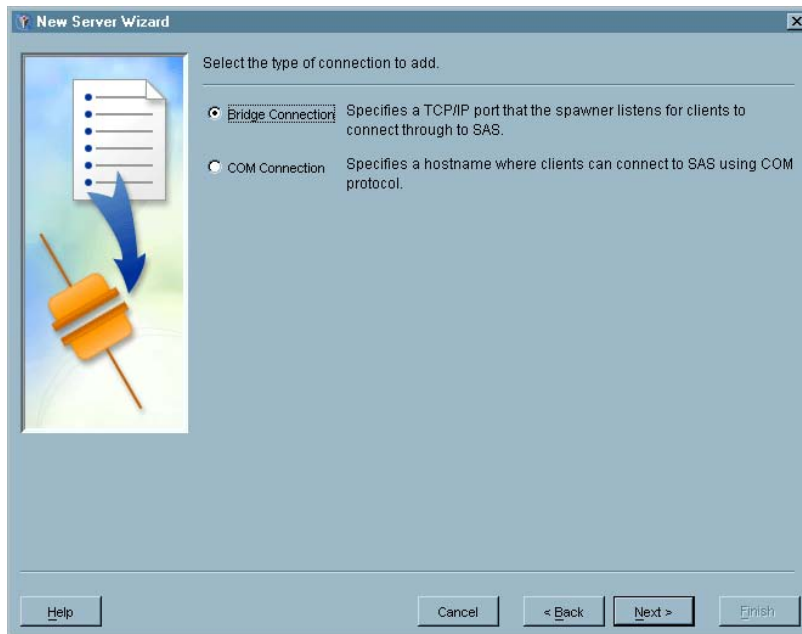 New Server Wizard
Select the type of connection to add.
Bridge Connection Specifies a TCP/IP port that the spawner listens for clients to
connect through to SAS.
COM Connection Specifies a hostname where clients can connect to SAS using COM
protocol.
Help Cancel < Back Next > Finish